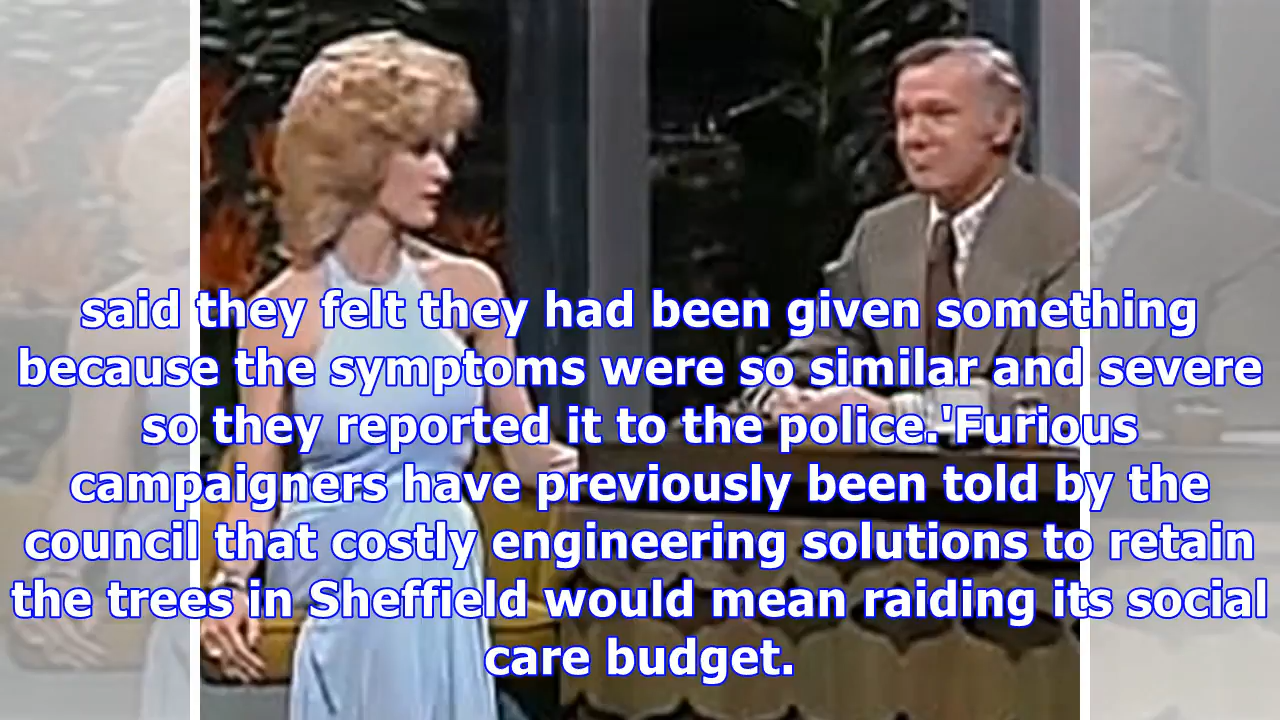 said they felt they had been given something
because the symptoms were so similar and severe
so they reported it to the police.'Furious
campaigners have previously been told by the
council that costly engineering solutions to retain
the trees in Sheffield would mean raiding its social
care budget.